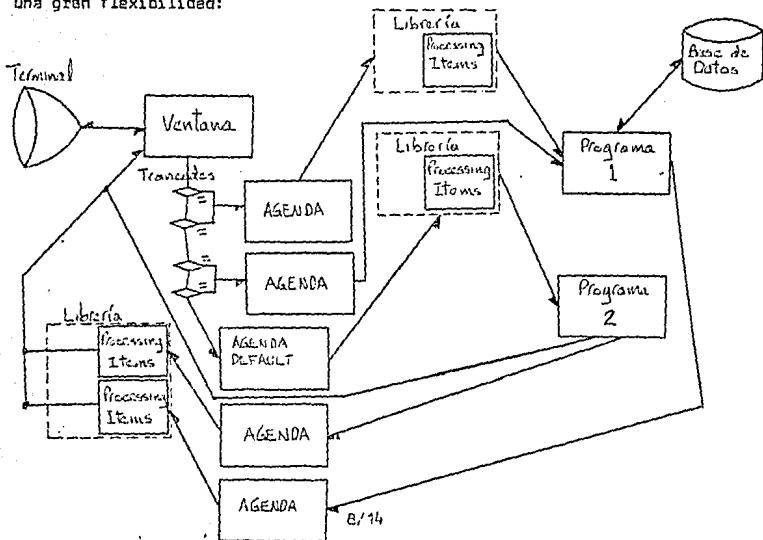 una gran flexibilidad:
Librería
Processing
Items
Base de
Datos
Terminal
Ventana
Librería
Processing
Items
Programa
1
Trancodes
=
=
AGENDA
=
=
AGENDA
Programa
2
Librería
Processing
Items
AGENDA
DEFAULT
Processing
Items
AGENDA
AGENDA
8/14